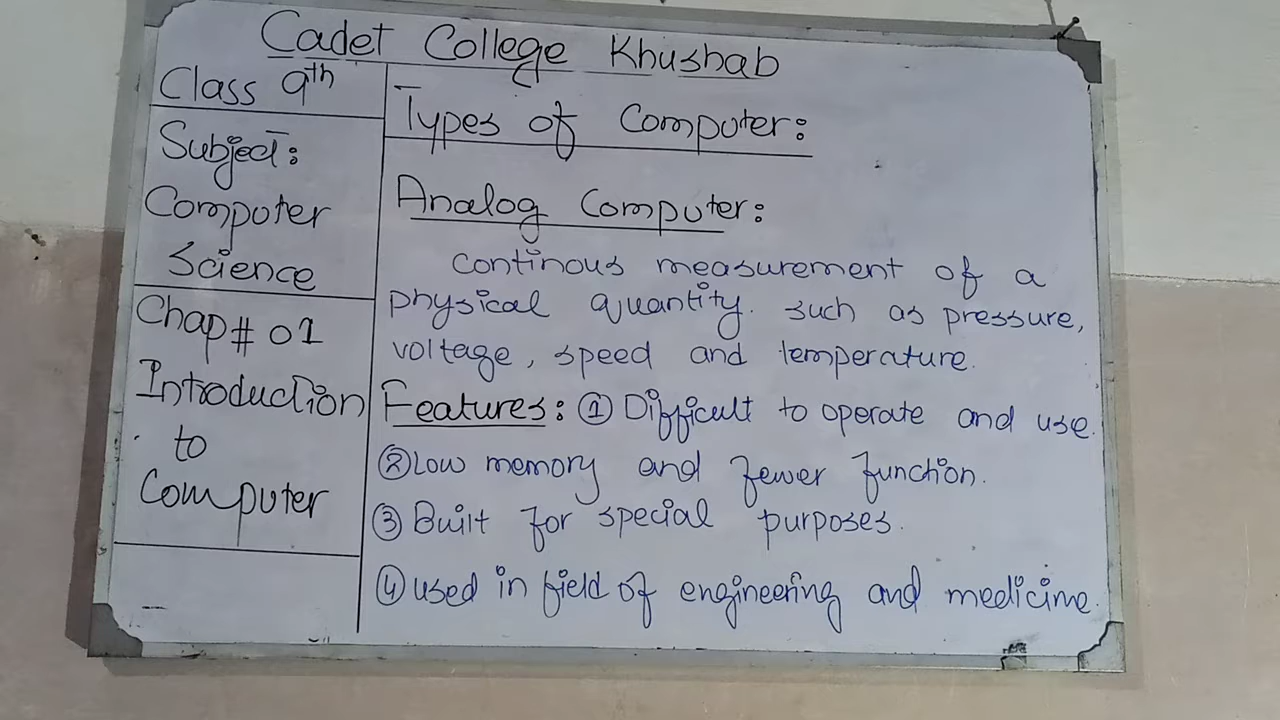 Cadet College Khushab
Class 9th
Subject:
Computer
Science
Chap# 01
Introduction
to
Computer
Types of Computer:
Analog Computer:
continous measurement of a
physical quantity. such as pressure,
voltage, speed and temperature.
Features: ① Difficult to operate and use.
② Low memory and fewer function.
③ Built for special purposes.
④ used in field of engineering and medicine.